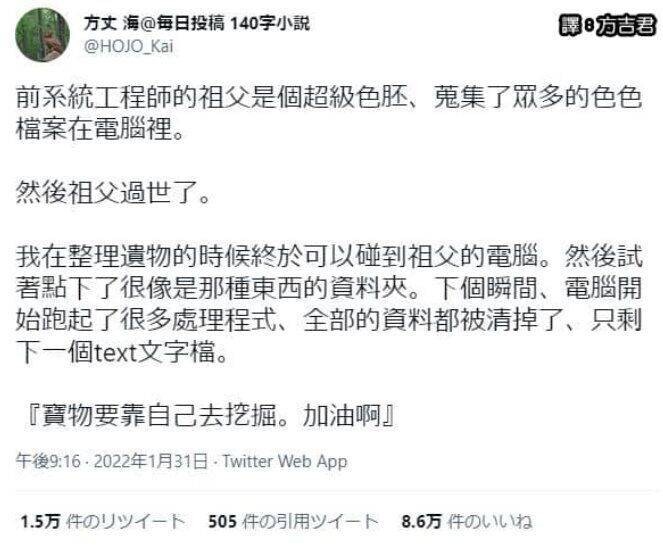 方丈 海@每日投稿 140字小説
譯8方吉君
@HOJO_Kai
前系統工程師的祖父是個超級色胚、蒐集了眾多的色色
檔案在電腦裡。
然後祖父過世了。
我在整理遺物的時候終於可以碰到祖父的電腦。然後試
著點下了很像是那種東西的資料夾。下個瞬間、電腦開
始跑起了很多處理程式、全部的資料都被清掉了、只剩
下一個text文字檔。
『寶物要靠自己去挖掘。加油啊』
午後9:16 · 2022年1月31日 · Twitter Web App
1.5万 件のリツイート 505 件の引用ツイート 8.6万 件のいいね